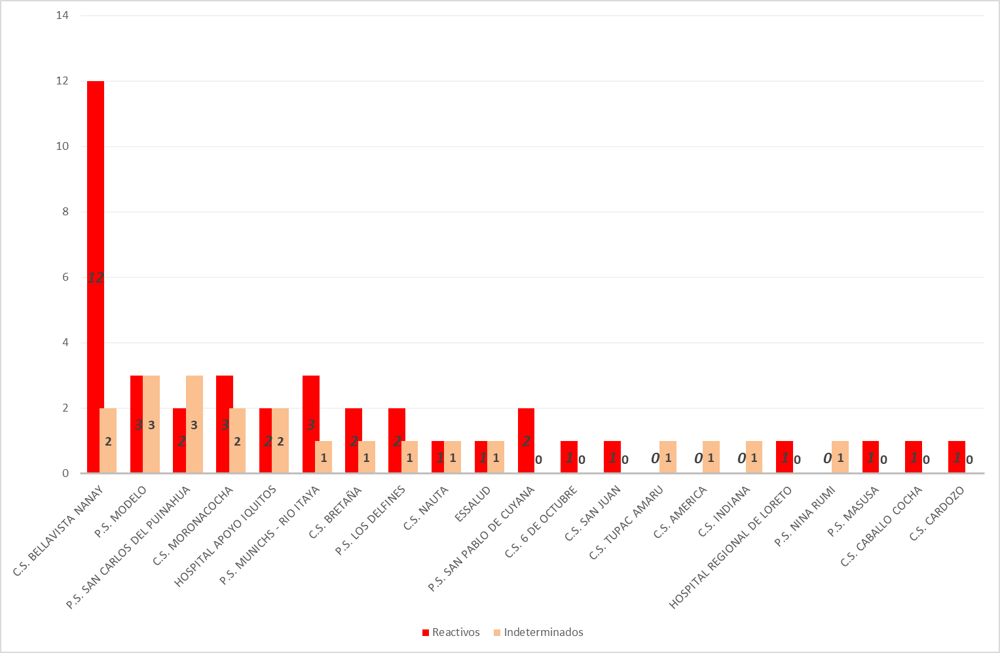 14
12
10
8
6
4
2
0
12 2 3 3 2 3 3 2 2 2 3 1 2 1 2 1 1 1 1 1 2 0 1 0 1 0 0 1 0 1 0 1 1 0 0 1 1 0 1 0 1 0
C.S. BELLAVISTA NANAY
P.S. MODELO
P.S. SAN CARLOS DEL PUINAHUA
C.S. MORONACOCHA
HOSPITAL APOYO IQUITOS
P.S. MUNICHS - RIO ITAYA
C.S. BRETAÑA
P.S. LOS DELFINES
C.S. NAUTA
ESSALUD
P.S. SAN PABLO DE CUYANA
C.S. 6 DE OCTUBRE
C.S. SAN JUAN
C.S. TUPAC AMARU
C.S. AMERICA
C.S. INDIANA
HOSPITAL REGIONAL DE LORETO
P.S. NINA RUMI
P.S. MASUSA
C.S. CABALLO COCHA
C.S. CARDOZO
Reactivos Indeterminados